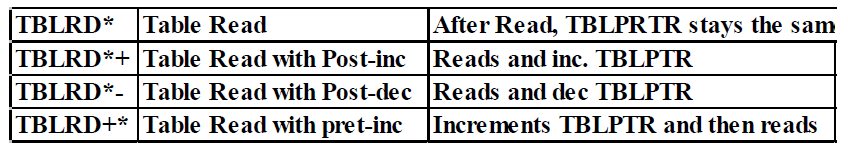 TBLRD* Table Read After Read, TBLPRTR stays the sam
TBLRD*+ Table Read with Post-inc Reads and inc. TBLPTR
TBLRD*- Table Read with Post-dec Reads and dec TBLPTR
TBLRD+* Table Read with pret-inc Increments TBLPTR and then reads